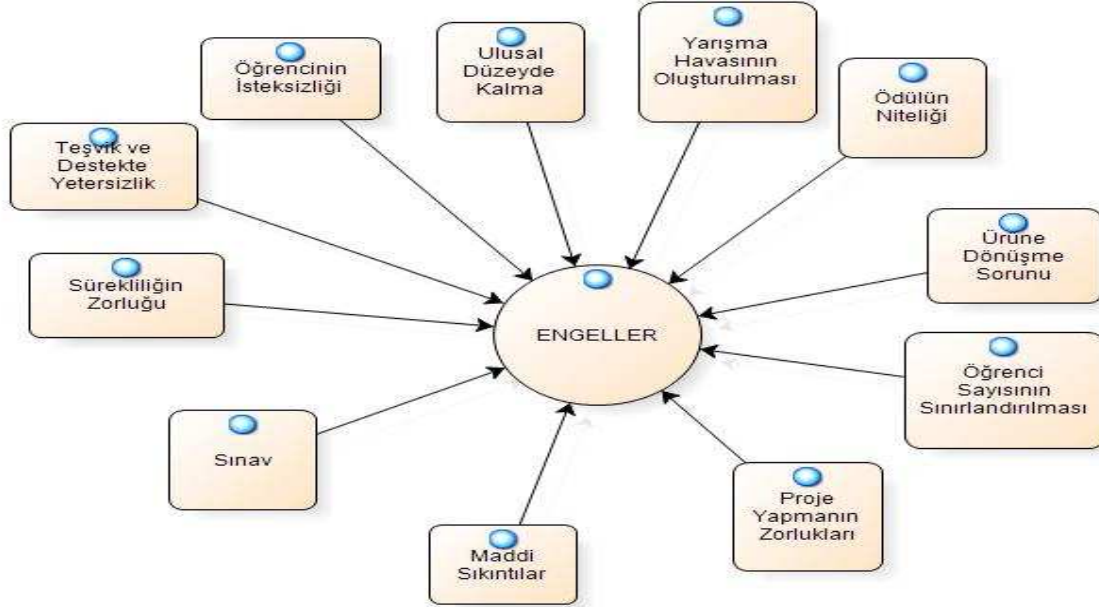 Öğrencinin
İsteksizliği
Ulusal
Düzeyde
Kalma
Yarışma
Havasının
Oluşturulması
Ödülün
Niteliği
Teşvik ve
Destekte
Yetersizlik
Ürüne
Dönüşme
Sorunu
Sürekliliğin
Zorluğu
ENGELLER
Öğrenci
Sayısının
Sınırlandırılması
Sınav
Proje
Yapmanın
Zorlukları
Maddi
Sıkıntılar